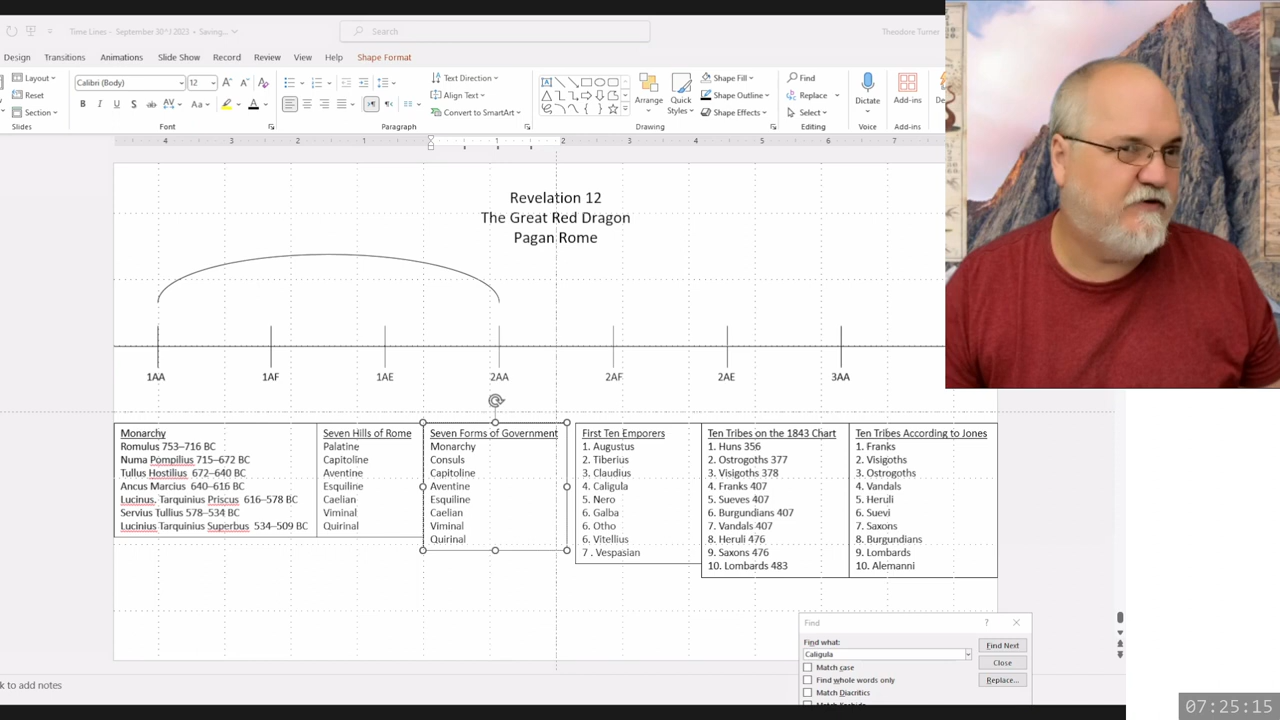 Time Lines - September 30^J 2023 - Saving...
Search
Theodore Turner
Design Transitions Animations Slide Show Record Review View Help Shape Format
Layout
Reset
Section
Slides
Calibri (Body) 12
Font
Paragraph
Text Direction
Align Text
Convert to SmartArt
Arrange
Quick
Styles
Shape Fill
Shape Outline
Shape Effects
Drawing
Find
Replace
Select
Editing
Dictate
Voice
Add-ins
Add-ins
4 3 2 1 0 1 2 3 4 5 6
Revelation 12
The Great Red Dragon
Pagan Rome
1AA 1AF 1AE 2AA 2AF 2AE 3AA
Monarchy
Romulus 753–716 BC
Numa Pompilius 715–672 BC
Tullus Hostilius 672–640 BC
Ancus Marcius 640–616 BC
Lucinus. Tarquinius Priscus 616–578 BC
Servius Tullius 578–534 BC
Lucinius Tarquinius Superbus 534–509 BC
Seven Hills of Rome
Palatine
Capitoline
Aventine
Esquiline
Caelian
Viminal
Quirinal
Seven Forms of Government
Monarchy
Consuls
Capitoline
Aventine
Esquiline
Caelian
Viminal
Quirinal
First Ten Emporers
1. Augustus
2. Tiberius
3. Claudius
4. Caligula
5. Nero
6. Galba
6. Otho
6. Vitellius
7 . Vespasian
Ten Tribes on the 1843 Chart
1. Huns 356
2. Ostrogoths 377
3. Visigoths 378
4. Franks 407
5. Sueves 407
6. Burgundians 407
7. Vandals 407
8. Heruli 476
9. Saxons 476
10. Lombards 483
Ten Tribes According to Jones
1. Franks
2. Visigoths
3. Ostrogoths
4. Vandals
5. Heruli
6. Suevi
7. Saxons
8. Burgundians
9. Lombards
10. Alemanni
Find ?
Find what:
Caligula
Find Next
Match case
Close
Find whole words only
Replace...
Match Diacritics
k to add notes
07:25:15